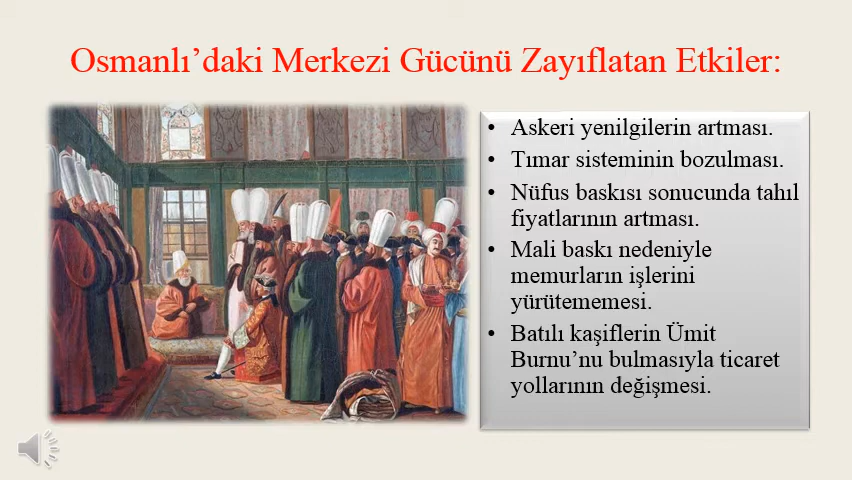 Osmanlı’daki Merkezi Gücünü Zayıflatan Etkiler:
• Askeri yenilgilerin artması.
• Tımar sisteminin bozulması.
• Nüfus baskısı sonucunda tahıl
fiyatlarının artması.
• Mali baskı nedeniyle
memurların işlerini
yürütememesi.
• Batılı kaşiflerin Ümit
Burnu’nu bulmasıyla ticaret
yollarının değişmesi.